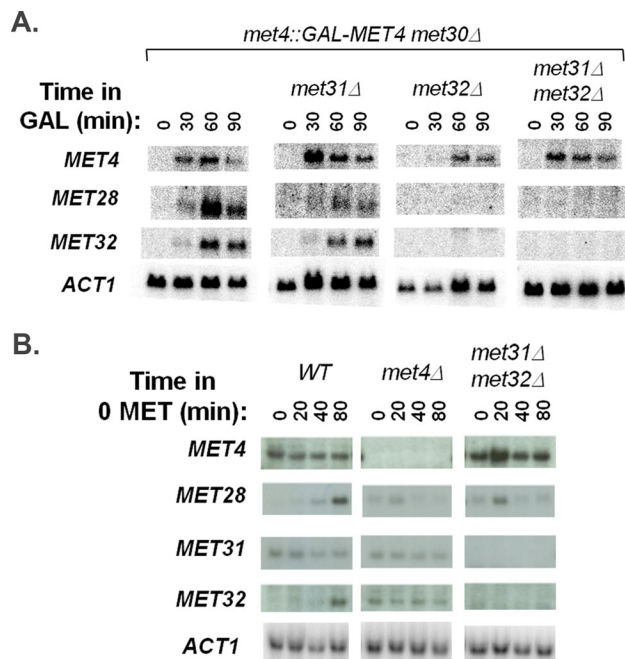 A.
met4::GAL-MET4 met30Δ
met31Δ
met32Δ
met31Δ
met32Δ
Time in
GAL (min):
0 30 60 90 0 30 60 90 0 30 60 90 0 30 60 90
MET4
MET28
MET32
ACT1
B.
WT
met4Δ
met31Δ
met32Δ
Time in
0 MET (min):
0 20 40 80 0 20 40 80 0 20 40 80
MET4
MET28
MET31
MET32
ACT1